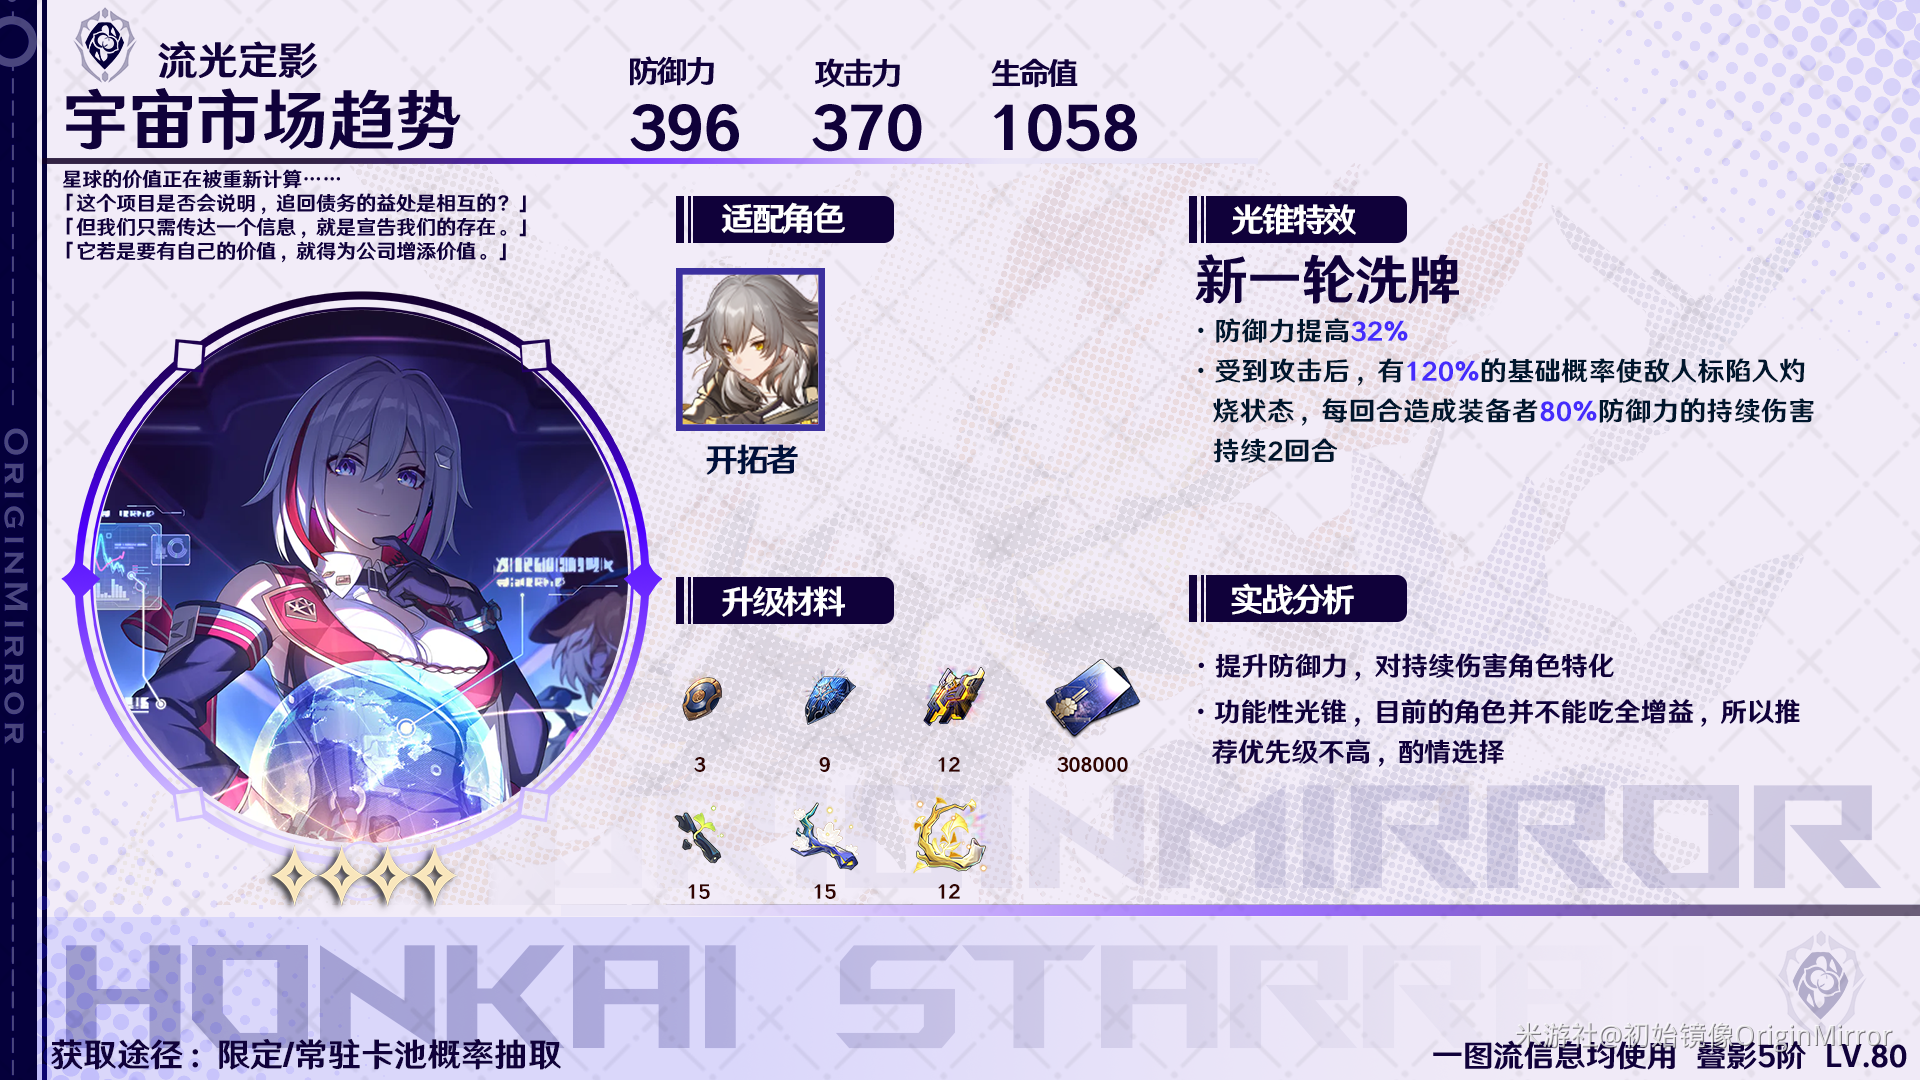 流光定影
宇宙市场趋势
防御力
396
攻击力
370
生命值
1058
星球的价值正在被重新计算……
「这个项目是否会说明，追回债务的益处是相互的？」
「但我们只需传达一个信息，就是宣告我们的存在。」
「它若是要有自己的价值，就得为公司增添价值。」
适配角色
开拓者
光锥特效
新一轮洗牌
· 防御力提高32%
· 受到攻击后，有120%的基础概率使敌人标陷入灼
烧状态，每回合造成装备者80%防御力的持续伤害
持续2回合
升级材料
3
9
12
308000
15
15
12
实战分析
· 提升防御力，对持续伤害角色特化
· 功能性光锥，目前的角色并不能吃全增益，所以推
荐优先级不高，酌情选择
ORIGINMIRROR
HONKAI STARRAIL
获取途径：限定/常驻卡池概率抽取
米游社@初始镜像OriginMirror
一图流信息均使用 叠影5阶 LV.80